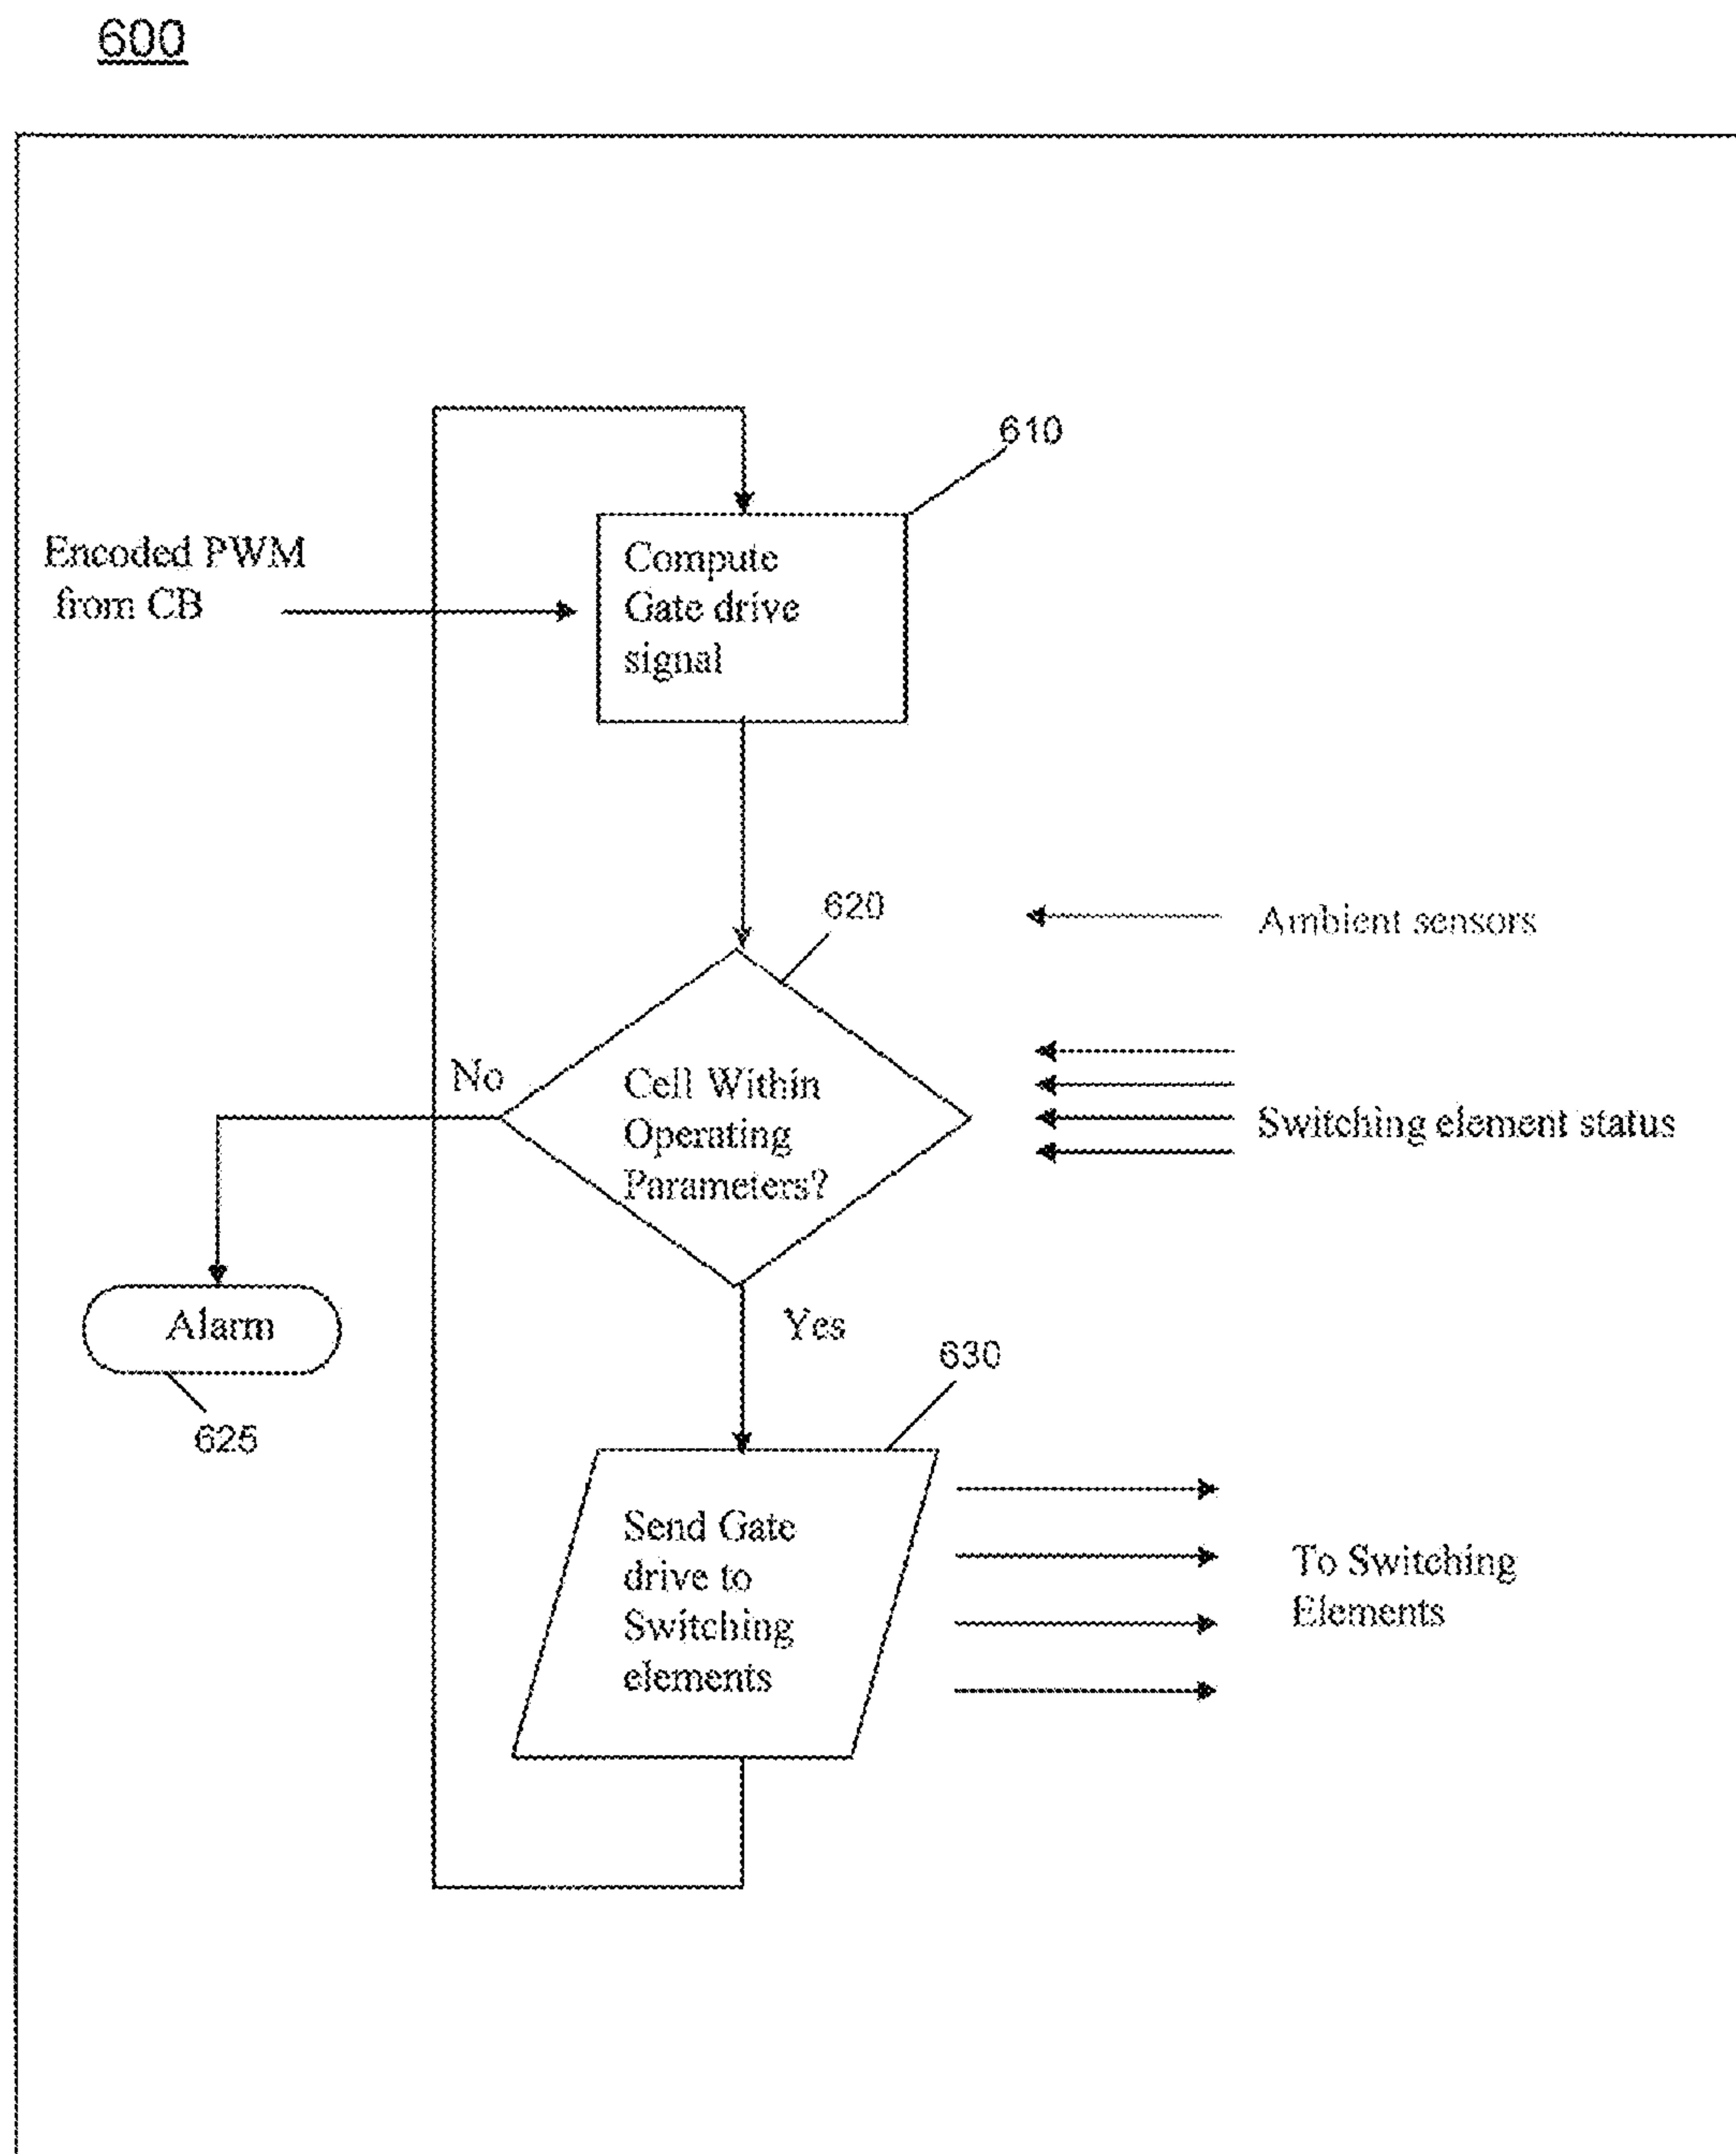 600
610
Encoded PWM
from CB
Compute
Gate drive
signal
620
Ambient sensors
No
Cell Within
Operating
Parameters?
Switching element status
Alarm
Yes
625
630
Send Gate
drive to
Switching
elements
To Switching
Elements